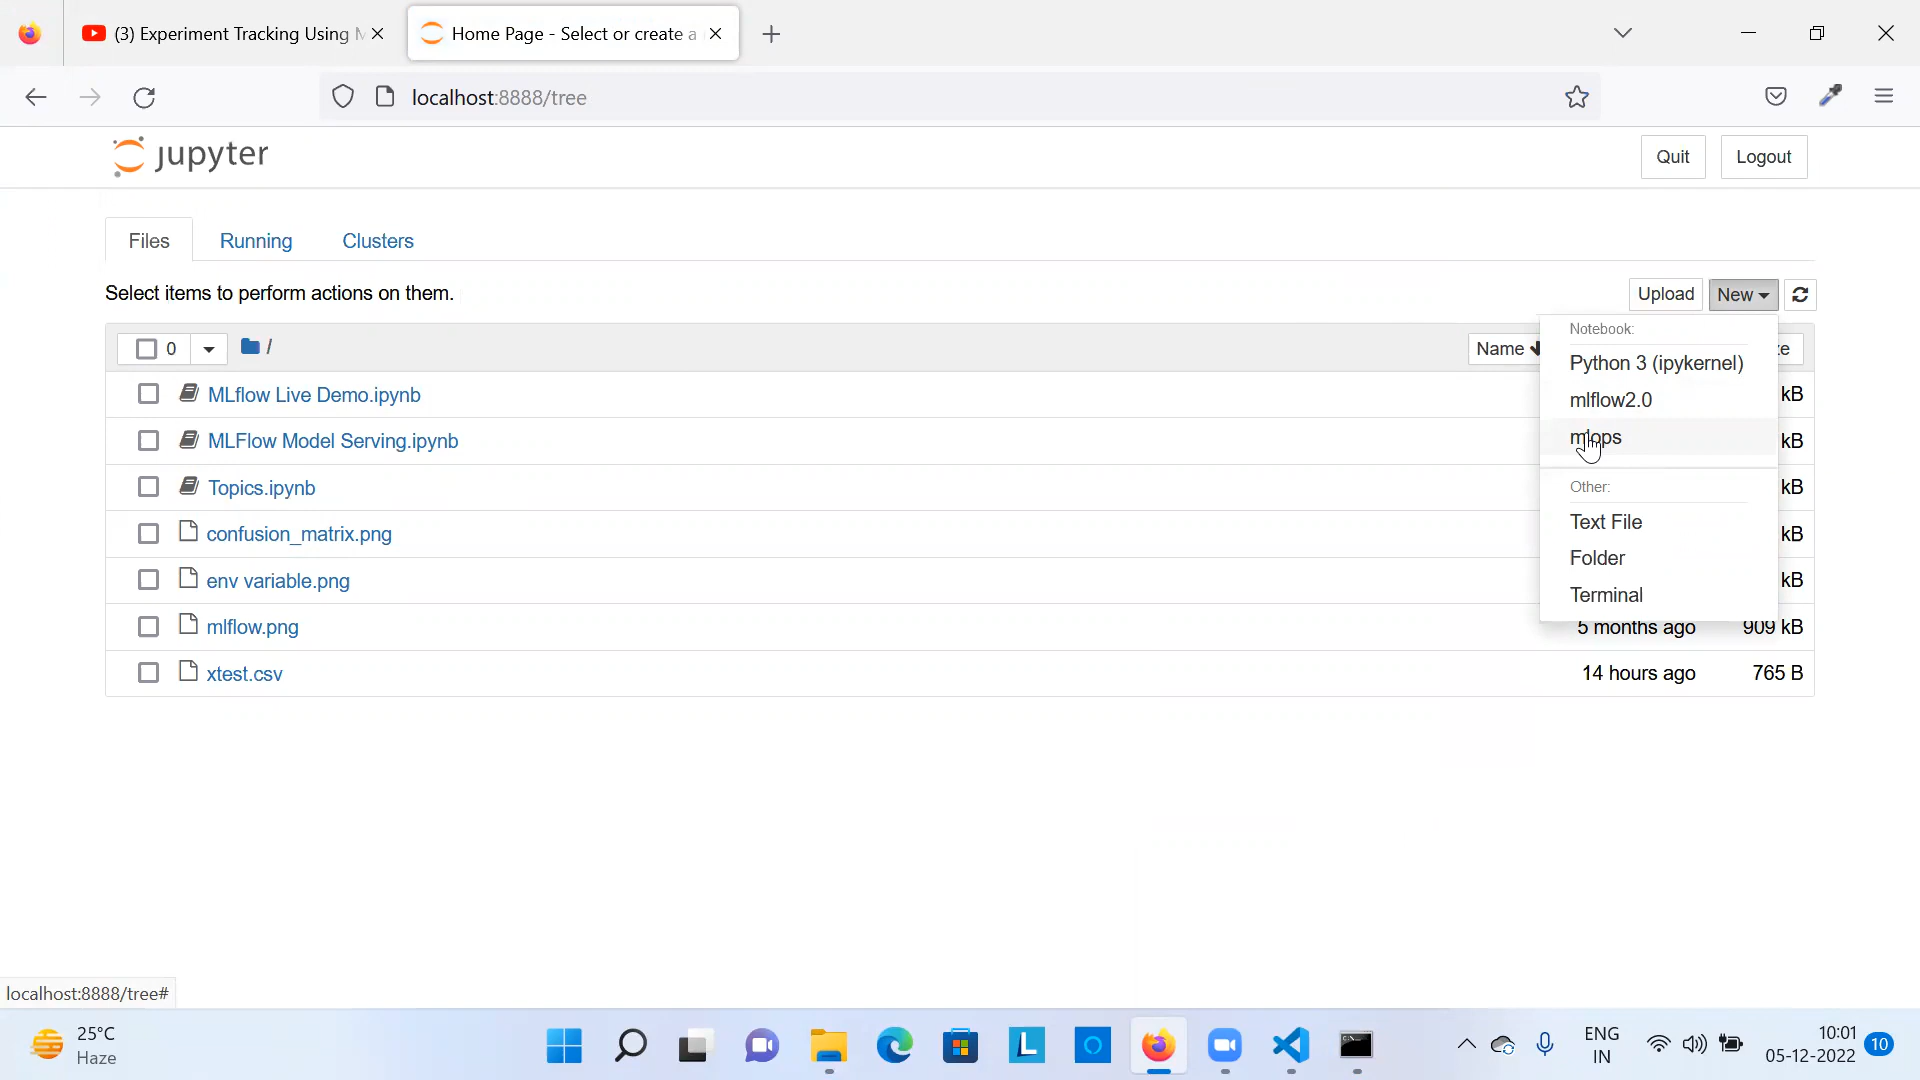 (3) Experiment Tracking Using M
Home Page - Select or create a
localhost:8888/tree
jupyter
Quit
Logout
Files
Running
Clusters
Select items to perform actions on them.
Upload
New
0
/
Name
ze
Notebook:
Python 3 (ipykernel)
mlflow2.0
mlops
Other:
Text File
Folder
Terminal
MLflow Live Demo.ipynb
kB
MLFlow Model Serving.ipynb
kB
Topics.ipynb
kB
confusion_matrix.png
kB
env variable.png
kB
mlflow.png
5 months ago
909 kB
xtest.csv
14 hours ago
765 B
localhost:8888/tree#
25°C
Haze
L
ENG
IN
10:01
05-12-2022
10